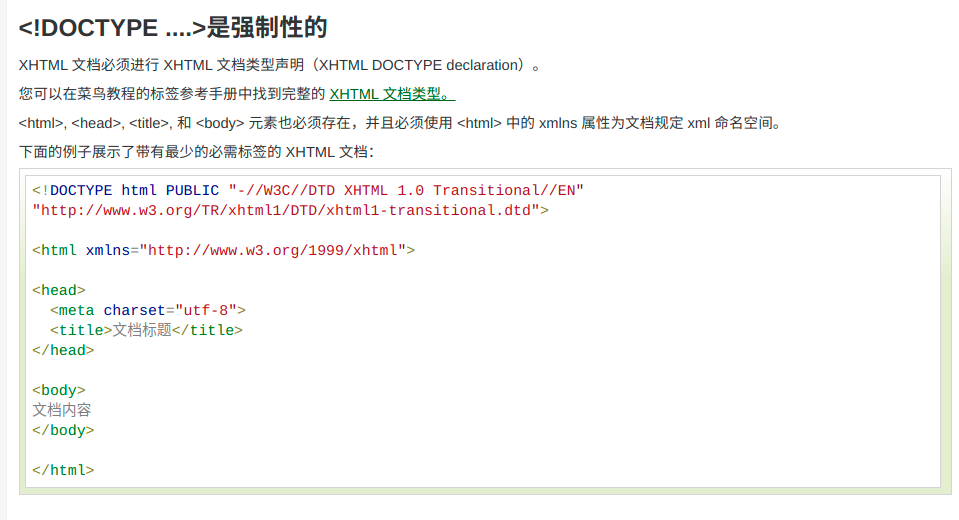 <!DOCTYPE ....>是强制性的
XHTML 文档必须进行 XHTML 文档类型声明（XHTML DOCTYPE declaration）。
您可以在菜鸟教程的标签参考手册中找到完整的 XHTML 文档类型。
<html>, <head>, <title>, 和 <body> 元素也必须存在，并且必须使用 <html> 中的 xmlns 属性为文档规定 xml 命名空间。
下面的例子展示了带有最少的必需标签的 XHTML 文档：
<!DOCTYPE html PUBLIC "-//W3C//DTD XHTML 1.0 Transitional//EN"
"http://www.w3.org/TR/xhtml1/DTD/xhtml1-transitional.dtd">
<html xmlns="http://www.w3.org/1999/xhtml">
<head>
  <meta charset="utf-8">
  <title>文档标题</title>
</head>
<body>
文档内容
</body>
</html>